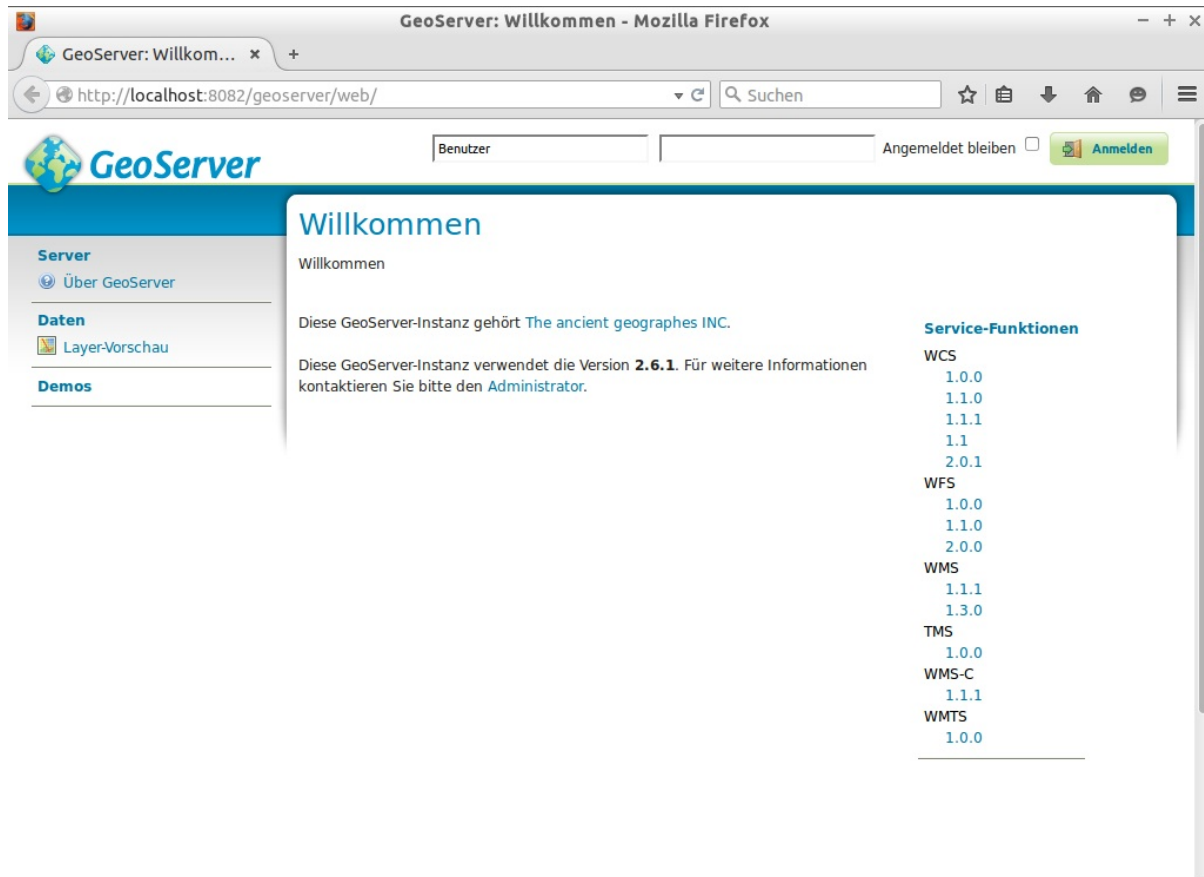 GeoServer: Willkommen - Mozilla Firefox
GeoServer: Willkom...
http://localhost:8082/geoserver/web/
Suchen
GeoServer
Benutzer
Angemeldet bleiben
Anmelden
Server
Über GeoServer
Daten
Layer-Vorschau
Demos
Willkommen
Willkommen
Diese GeoServer-Instanz gehört The ancient geographes INC.
Diese GeoServer-Instanz verwendet die Version 2.6.1. Für weitere Informationen
kontaktieren Sie bitte den Administrator.
Service-Funktionen
WCS
1.0.0
1.1.0
1.1.1
1.1
2.0.1
WFS
1.0.0
1.1.0
2.0.0
WMS
1.1.1
1.3.0
TMS
1.0.0
WMS-C
1.1.1
WMTS
1.0.0